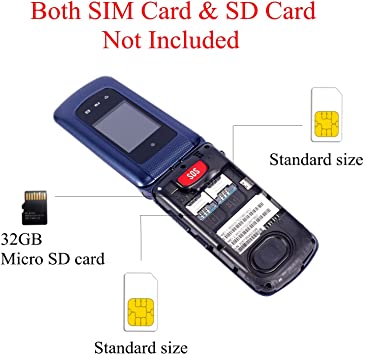 Both SIM Card & SD Card
Not Included
Standard size
SOS
32GB
Micro SD card
Standard size